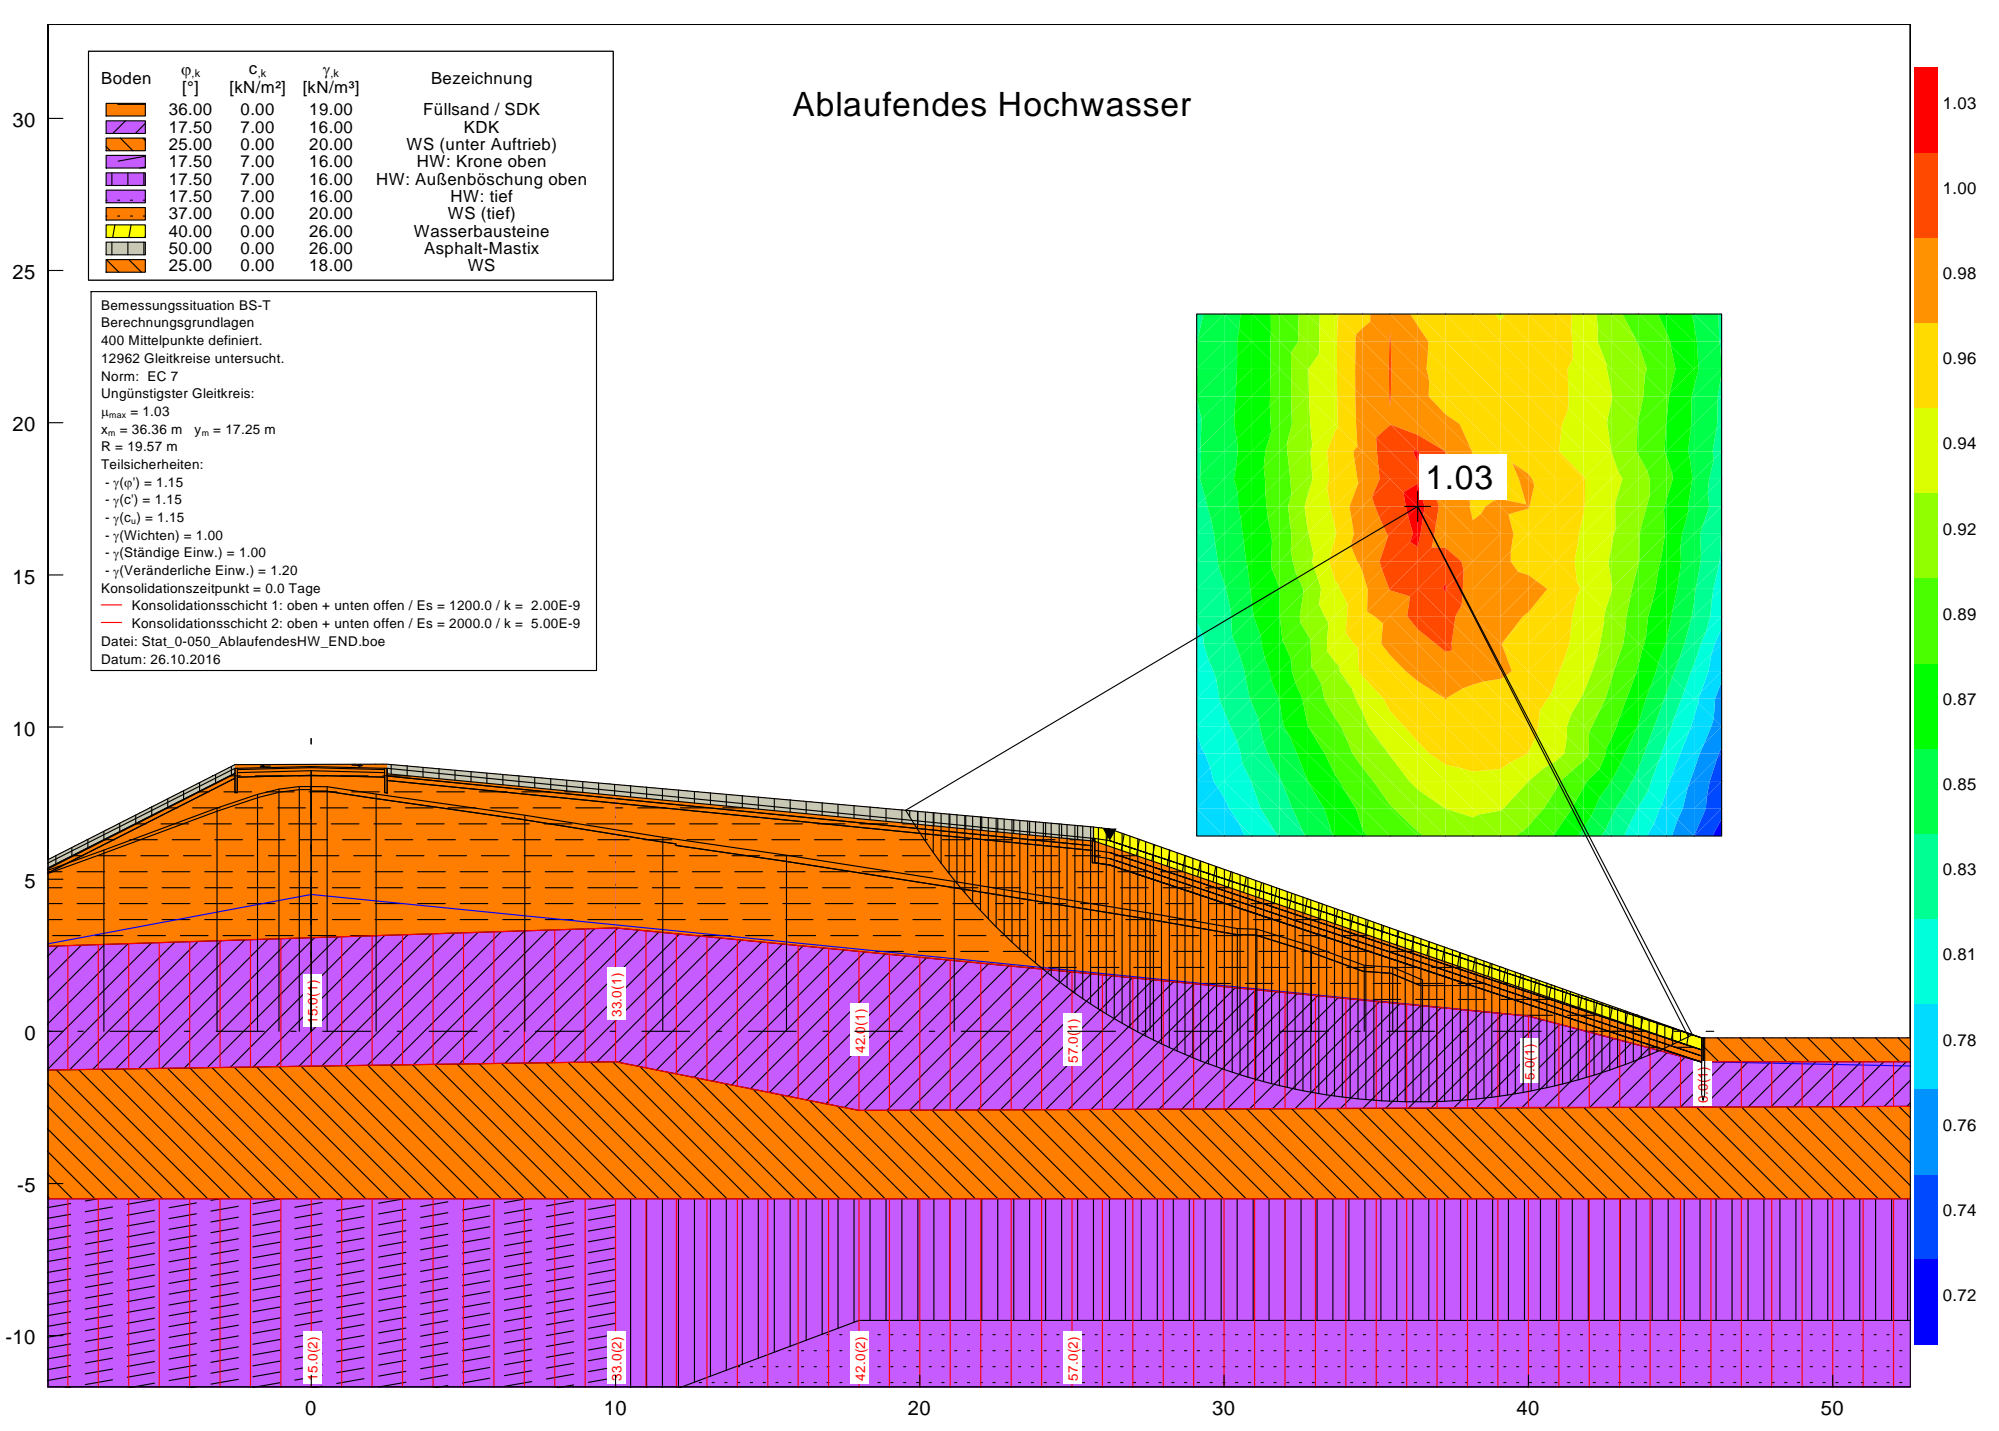 Ablaufendes Hochwasser
Boden φ,k c,k γ,k Bezeichnung
[°] [kN/m²] [kN/m³]
36.00 0.00 19.00 Füllsand / SDK
17.50 7.00 16.00 KDK
25.00 0.00 20.00 WS (unter Auftrieb)
17.50 7.00 16.00 HW: Krone oben
17.50 7.00 16.00 HW: Außenböschung oben
17.50 7.00 16.00 HW: tief
37.00 0.00 20.00 WS (tief)
40.00 0.00 26.00 Wasserbausteine
50.00 0.00 26.00 Asphalt-Mastix
25.00 0.00 18.00 WS
Bemessungssituation BS-T
Berechnungsgrundlagen
400 Mittelpunkte definiert.
12962 Gleitkreise untersucht.
Norm: EC 7
Ungünstigster Gleitkreis:
μmax = 1.03
xm = 36.36 m ym = 17.25 m
R = 19.57 m
Teilsicherheiten:
- γ(φ') = 1.15
- γ(c') = 1.15
- γ(cu) = 1.15
- γ(Wichten) = 1.00
- γ(Ständige Einw.) = 1.00
- γ(Veränderliche Einw.) = 1.20
Konsolidationszeitpunkt = 0.0 Tage
Konsolidationsschicht 1: oben + unten offen / Es = 1200.0 / k = 2.00E-9
Konsolidationsschicht 2: oben + unten offen / Es = 2000.0 / k = 5.00E-9
Datei: Stat_0-050_AblaufendesHW_END.boe
Datum: 26.10.2016
1.03
30
25
20
15
10
5
0
-5
-10
15.0(1)
33.0(1)
42.0(1)
57.0(1)
5.0(1)
15.0(2)
33.0(2)
42.0(2)
57.0(2)
0 10 20 30 40 50
1.03
1.00
0.98
0.96
0.94
0.92
0.89
0.87
0.85
0.83
0.81
0.78
0.76
0.74
0.72